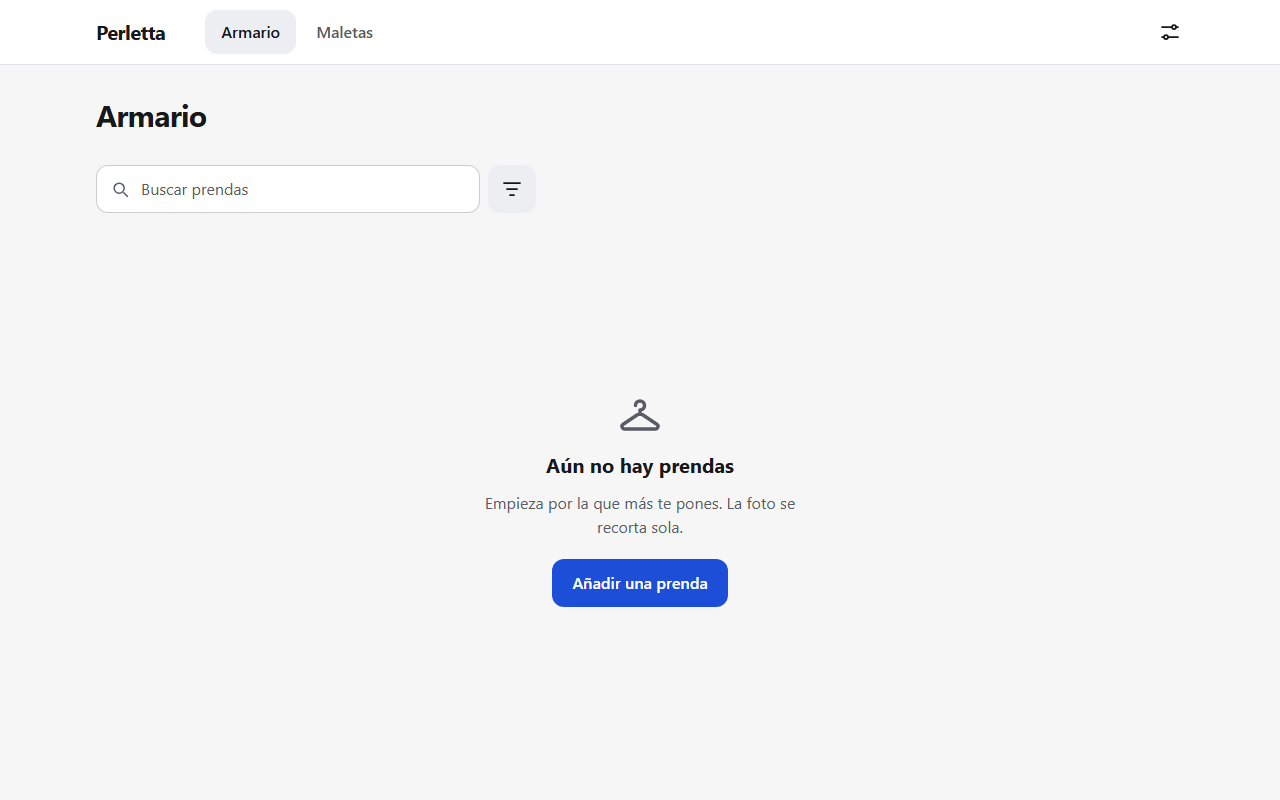 Perletta
Armario
Maletas
Armario
Buscar prendas
Aún no hay prendas
Empieza por la que más te pones. La foto se
recorta sola.
Añadir una prenda